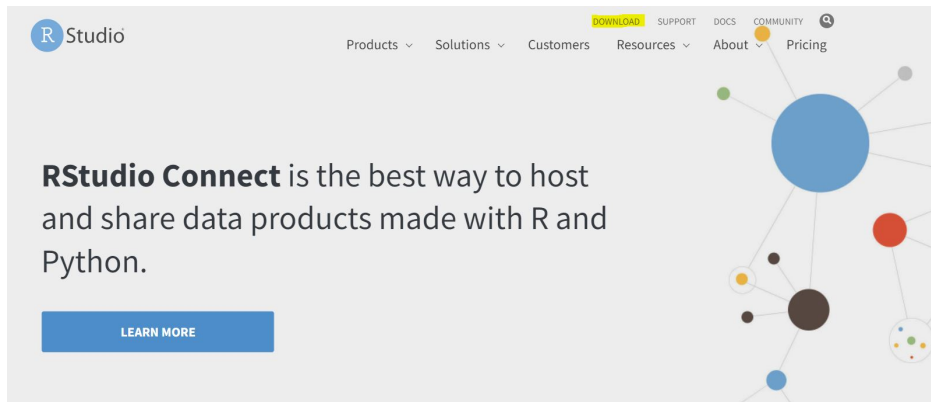 R Studio
DOWNLOAD SUPPORT DOCS COMMUNITY
Products Solutions Customers Resources About Pricing
RStudio Connect is the best way to host
and share data products made with R and
Python.
LEARN MORE